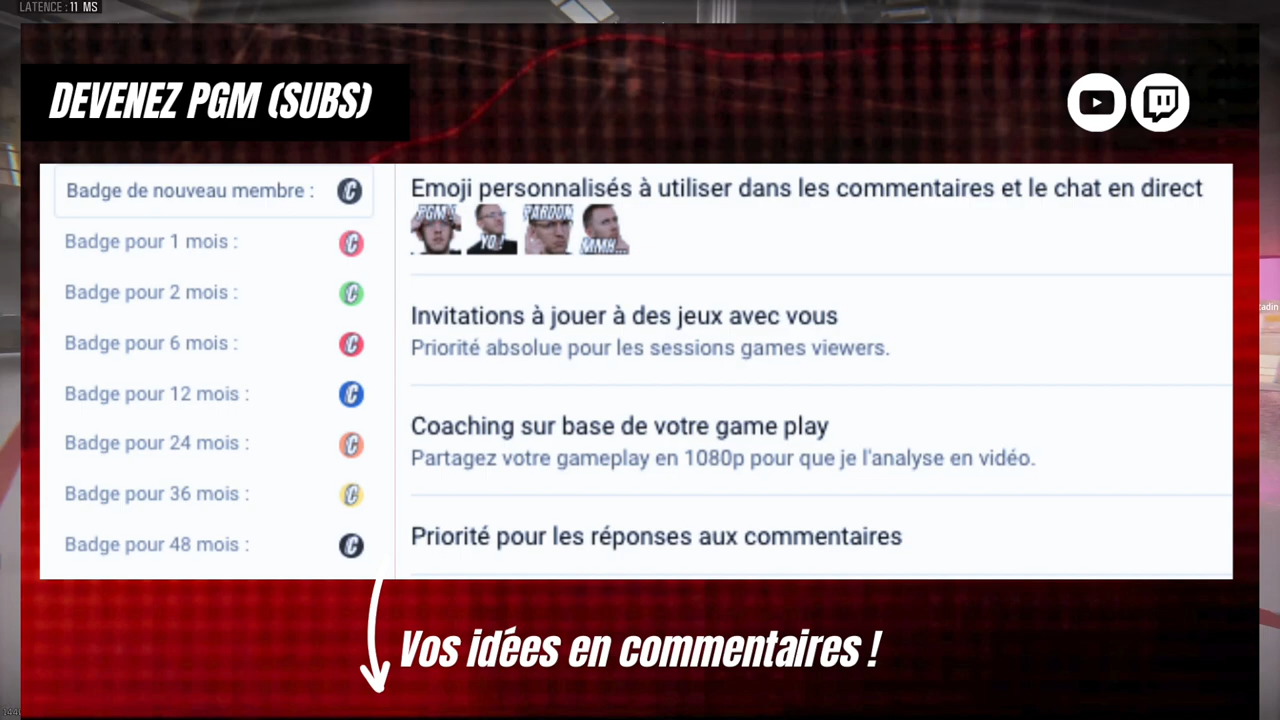 LATENCE : 11 MS
DEVENEZ PGM (SUBS)
Badge de nouveau membre :
Badge pour 1 mois :
Badge pour 2 mois :
Badge pour 6 mois :
Badge pour 12 mois :
Badge pour 24 mois :
Badge pour 36 mois :
Badge pour 48 mois :
Emoji personnalisés à utiliser dans les commentaires et le chat en direct
PGM ! YO ! PARDON MMH...
Invitations à jouer à des jeux avec vous
Priorité absolue pour les sessions games viewers.
Coaching sur base de votre game play
Partagez votre gameplay en 1080p pour que je l'analyse en vidéo.
Priorité pour les réponses aux commentaires
Vos idées en commentaires !